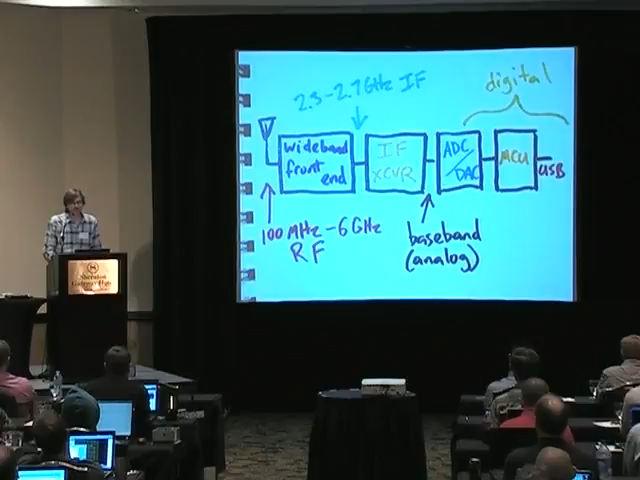 2.3-2.7 GHz IF
digital
wideband
front
end
IF
XCVR
ADC/
DAC
MCU
USB
100 MHz - 6 GHz
RF
baseband
(analog)
Sheraton